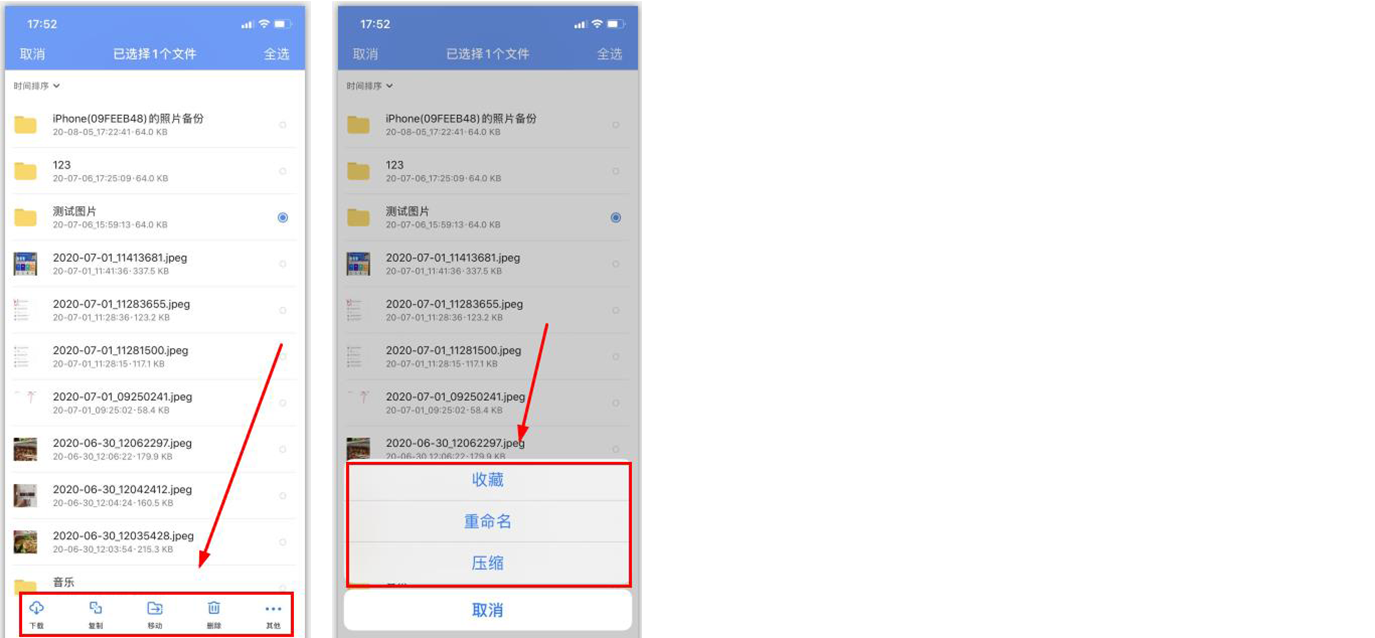 17:52
取消 已选择1个文件 全选
时间排序
iPhone(09FEEB48)的照片备份
20-08-05_17:22:41·64.0 KB
123
20-07-06_17:25:09·64.0 KB
测试图片
20-07-06_15:59:13·64.0 KB
2020-07-01_11413681.jpeg
20-07-01_11:41:36·337.5 KB
2020-07-01_11283655.jpeg
20-07-01_11:28:36·123.2 KB
2020-07-01_11281500.jpeg
20-07-01_11:28:15·117.1 KB
2020-07-01_09250241.jpeg
20-07-01_09:25:02·58.4 KB
2020-06-30_12062297.jpeg
20-06-30_12:06:22·179.9 KB
2020-06-30_12042412.jpeg
20-06-30_12:04:24·160.5 KB
2020-06-30_12035428.jpeg
20-06-30_12:03:54·215.3 KB
音乐
下载 复制 移动 删除 其他
17:52
取消 已选择1个文件 全选
时间排序
iPhone(09FEEB48)的照片备份
20-08-05_17:22:41·64.0 KB
123
20-07-06_17:25:09·64.0 KB
测试图片
20-07-06_15:59:13·64.0 KB
2020-07-01_11413681.jpeg
20-07-01_11:41:36·337.5 KB
2020-07-01_11283655.jpeg
20-07-01_11:28:36·123.2 KB
2020-07-01_11281500.jpeg
20-07-01_11:28:15·117.1 KB
2020-07-01_09250241.jpeg
20-07-01_09:25:02·58.4 KB
2020-06-30_12062297.jpeg
20-06-30_12:06:22·179.9 KB
收藏
重命名
压缩
取消